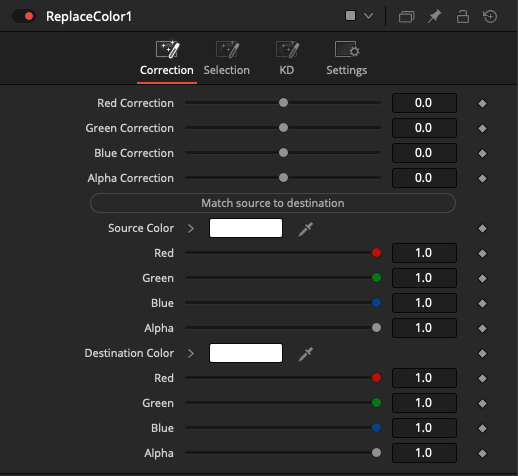 ReplaceColor1
Correction Selection KD Settings
Red Correction 0.0
Green Correction 0.0
Blue Correction 0.0
Alpha Correction 0.0
Match source to destination
Source Color
Red 1.0
Green 1.0
Blue 1.0
Alpha 1.0
Destination Color
Red 1.0
Green 1.0
Blue 1.0
Alpha 1.0